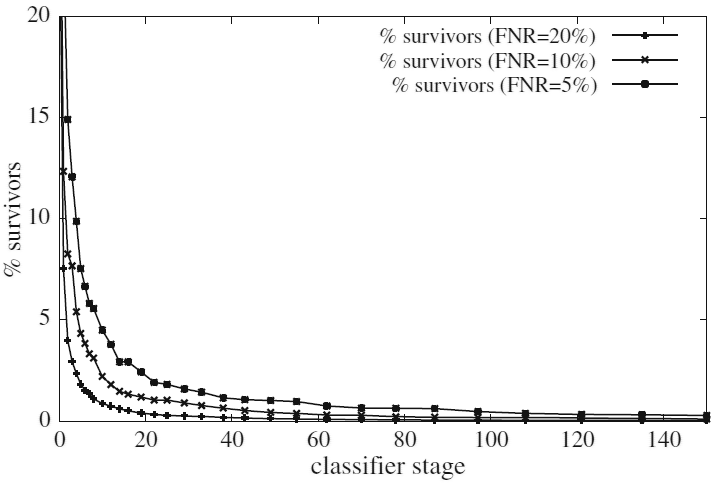 % survivors (FNR=20%)
% survivors (FNR=10%)
% survivors (FNR=5%)
% survivors
20
15
10
5
0
0 20 40 60 80 100 120 140
classifier stage